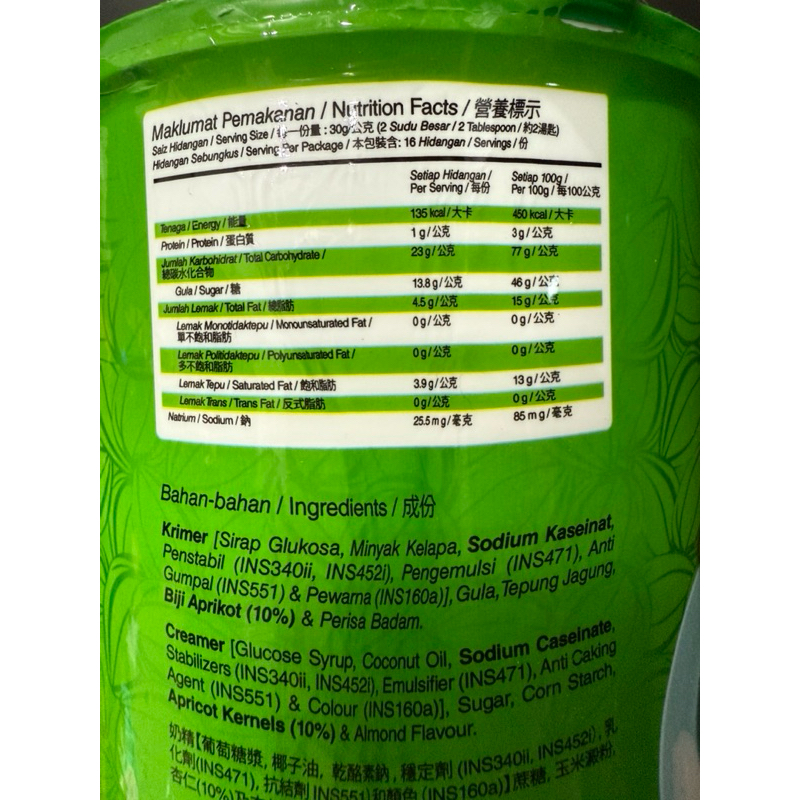 Maklumat Pemakanan / Nutrition Facts / 營養標示
Saiz Hidangan / Serving Size / 每一份量 : 30g/公克 (2 Sudu Besar / 2 Tablespoon / 約2湯匙)
Hidangan Sebungkus / Serving Per Package / 本包裝含: 16 Hidangan / Servings / 份
Setiap Hidangan / Setiap 100g /
Per Serving / 每份 Per 100g / 每100公克
Tenaga / Energy / 能量 135 kcal / 大卡 450 kcal / 大卡
Protein / Protein / 蛋白質 1 g / 公克 3 g / 公克
Jumlah Karbohidrat / Total Carbohydrate / 23 g / 公克 77 g / 公克
總碳水化合物
Gula / Sugar / 糖 13.8 g / 公克 46 g / 公克
Jumlah Lemak / Total Fat / 總脂肪 4.5 g / 公克 15 g / 公克
Lemak Monotidaktepu / Monounsaturated Fat / 0 g / 公克 0 g / 公克
單不飽和脂肪
Lemak Politidaktepu / Polyunsaturated Fat / 0 g / 公克 0 g / 公克
多不飽和脂肪
Lemak Tepu / Saturated Fat / 飽和脂肪 3.9 g / 公克 13 g / 公克
Lemak Trans / Trans Fat / 反式脂肪 0 g / 公克 0 g / 公克
Natrium / Sodium / 鈉 25.5 mg / 毫克 85 mg / 毫克
Bahan-bahan / Ingredients / 成份
Krimer [Sirap Glukosa, Minyak Kelapa, Sodium Kaseinat,
Penstabil (INS340ii, INS452i), Pengemulsi (INS471), Anti
Gumpal (INS551) & Pewarna (INS160a)], Gula, Tepung Jagung,
Biji Aprikot (10%) & Perisa Badam.
Creamer [Glucose Syrup, Coconut Oil, Sodium Caseinate,
Stabilizers (INS340ii, INS452i), Emulsifier (INS471), Anti Caking
Agent (INS551) & Colour (INS160a)], Sugar, Corn Starch,
Apricot Kernels (10%) & Almond Flavour.
奶精【葡萄糖漿, 椰子油, 乾酪素鈉, 穩定劑 (INS340ii, INS452i), 乳
化劑(INS471), 抗結劑 INS551)和顏色 (INS160a)】蔗糖, 玉米澱粉,
杏仁(10%)及